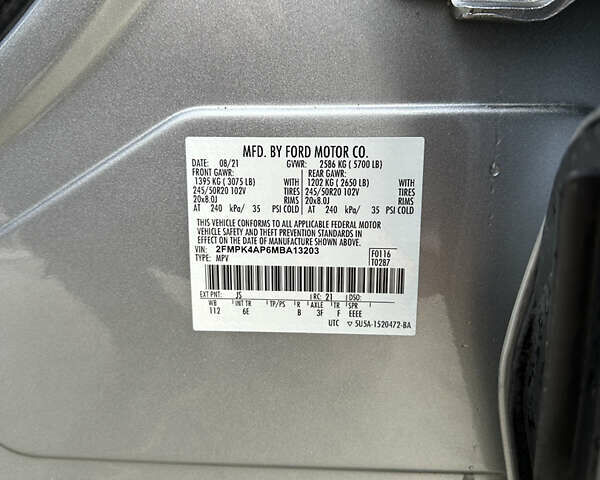 MFD. BY FORD MOTOR CO.
DATE: 08/21 GVWR: 2586 KG ( 5700 LB)
FRONT GAWR: REAR GAWR:
1395 KG ( 3075 LB) WITH 1202 KG ( 2650 LB) WITH
245/50R20 102V TIRES 245/50R20 102V TIRES
20x8.0J RIMS 20x8.0J RIMS
AT 240 kPa/ 35 PSI COLD AT 240 kPa/ 35 PSI COLD
THIS VEHICLE CONFORMS TO ALL APPLICABLE FEDERAL MOTOR
VEHICLE SAFETY AND THEFT PREVENTION STANDARDS IN
EFFECT ON THE DATE OF MANUFACTURE SHOWN ABOVE.
VIN: 2FMPK4AP6MBA13203 F0116
TYPE: MPV T0287
EXT PNT: JS RC: 21 DSO:
WB INT TR TP/PS R AXLE TR SPR
112 6E B 3F F EEEE
UTC ▽ 5U5A-1520472-BA